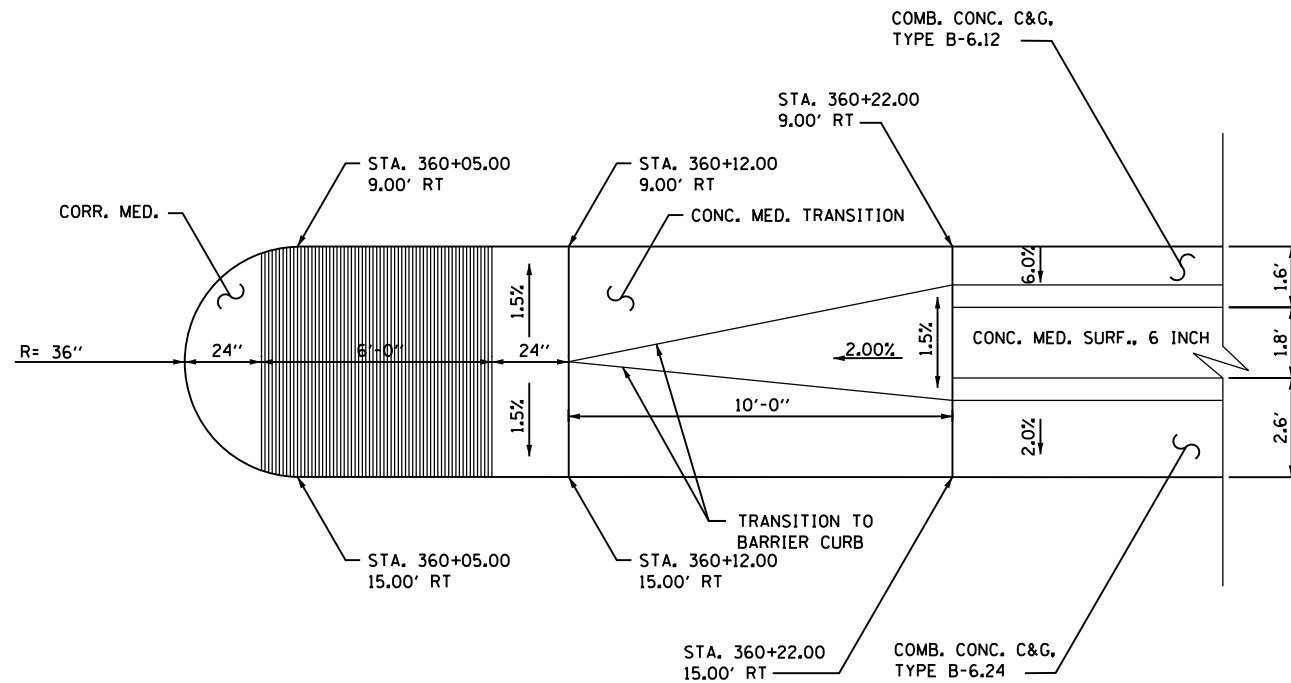 COMB. CONC. C&G,
TYPE B-6.12
STA. 360+22.00
9.00' RT
STA. 360+05.00
9.00' RT
STA. 360+12.00
9.00' RT
CORR. MED.
CONC. MED. TRANSITION
6.0%
1.6'
1.5%
1.5%
CONC. MED. SURF., 6 INCH
1.8'
R= 36''
24''
6'-0''
24''
2.00%
10'-0''
1.5%
2.0%
2.6'
TRANSITION TO
BARRIER CURB
STA. 360+05.00
15.00' RT
STA. 360+12.00
15.00' RT
STA. 360+22.00
15.00' RT
COMB. CONC. C&G,
TYPE B-6.24